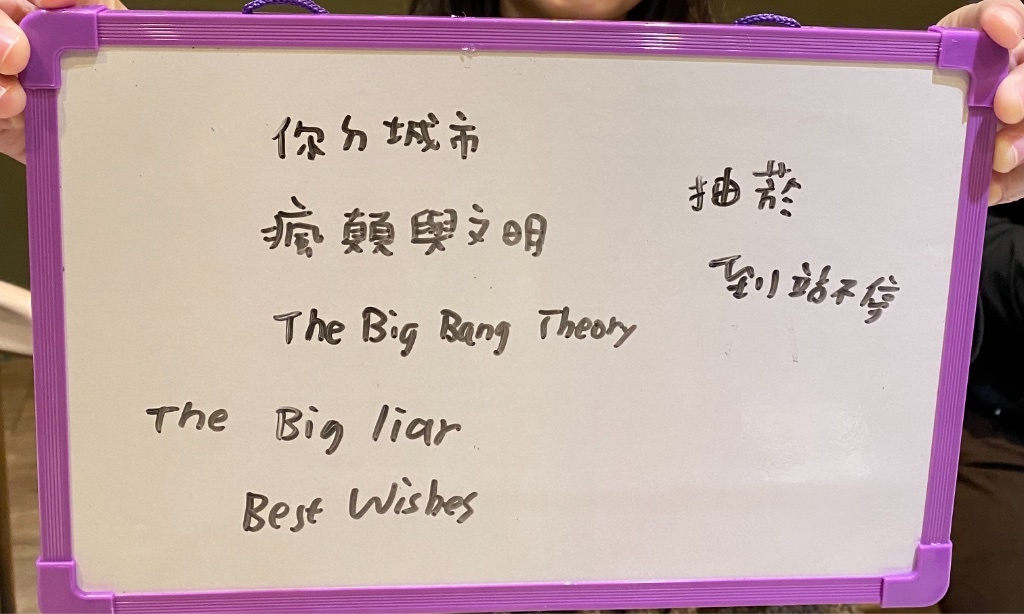 你ㄉ城市
瘋顛與文明
The Big Bang Theory
The Big liar
Best Wishes
抽菸
到站不停